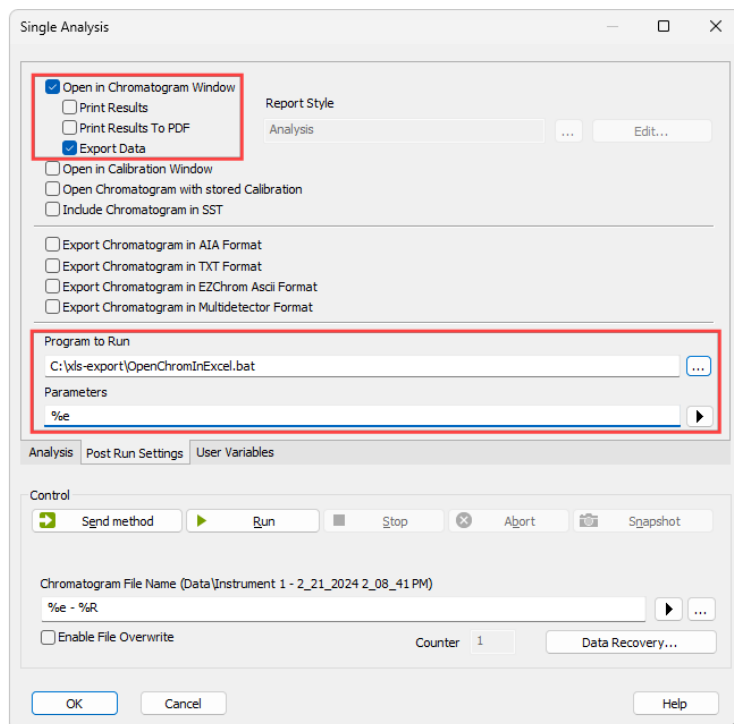 Single Analysis
Open in Chromatogram Window
Print Results
Report Style
Print Results To PDF
Analysis
...
Edit...
Export Data
Open in Calibration Window
Open Chromatogram with stored Calibration
Include Chromatogram in SST
Export Chromatogram in AIA Format
Export Chromatogram in TXT Format
Export Chromatogram in EZChrom Ascii Format
Export Chromatogram in Multidetector Format
Program to Run
C:\xls-export\OpenChromInExcel.bat
...
Parameters
%e
Analysis
Post Run Settings
User Variables
Control
Send method
Run
Stop
Abort
Snapshot
Chromatogram File Name (Data\Instrument 1 - 2_21_2024 2_08_41 PM)
%e - %R
...
Enable File Overwrite
Counter
1
Data Recovery...
OK
Cancel
Help